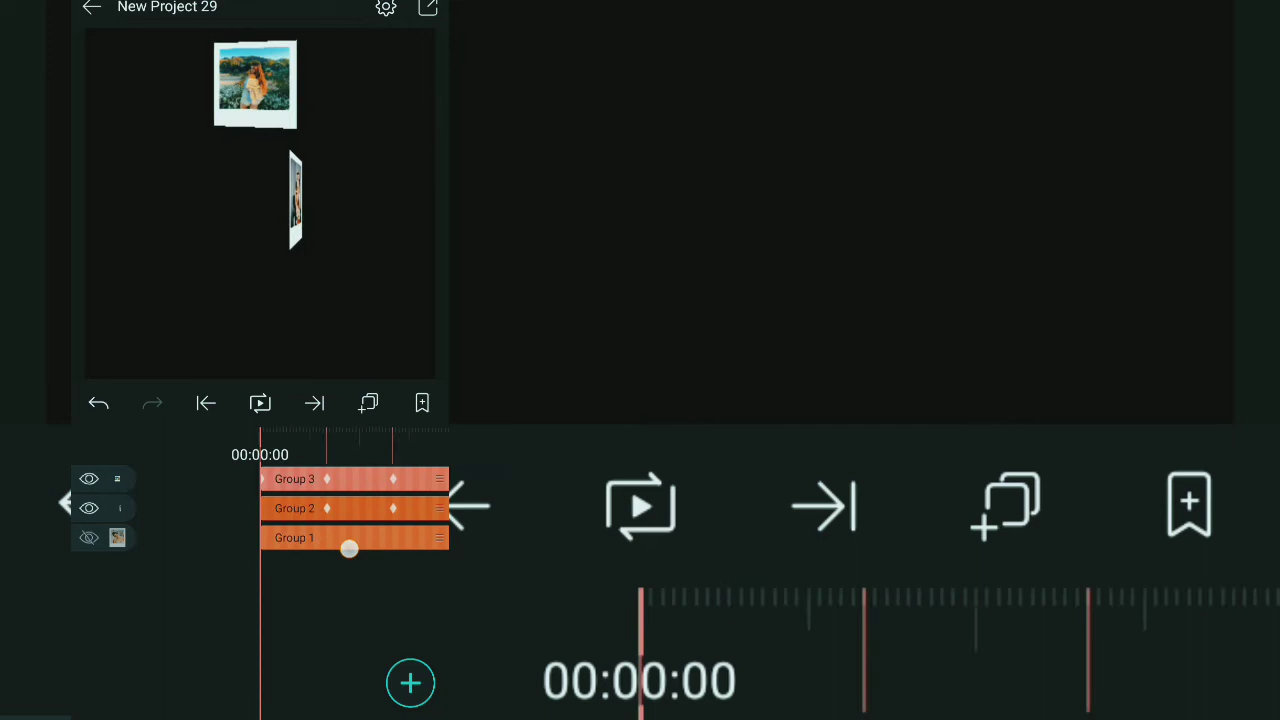 New Project 29
00:00:00
Group 3
Group 2
Group 1
00:00:00